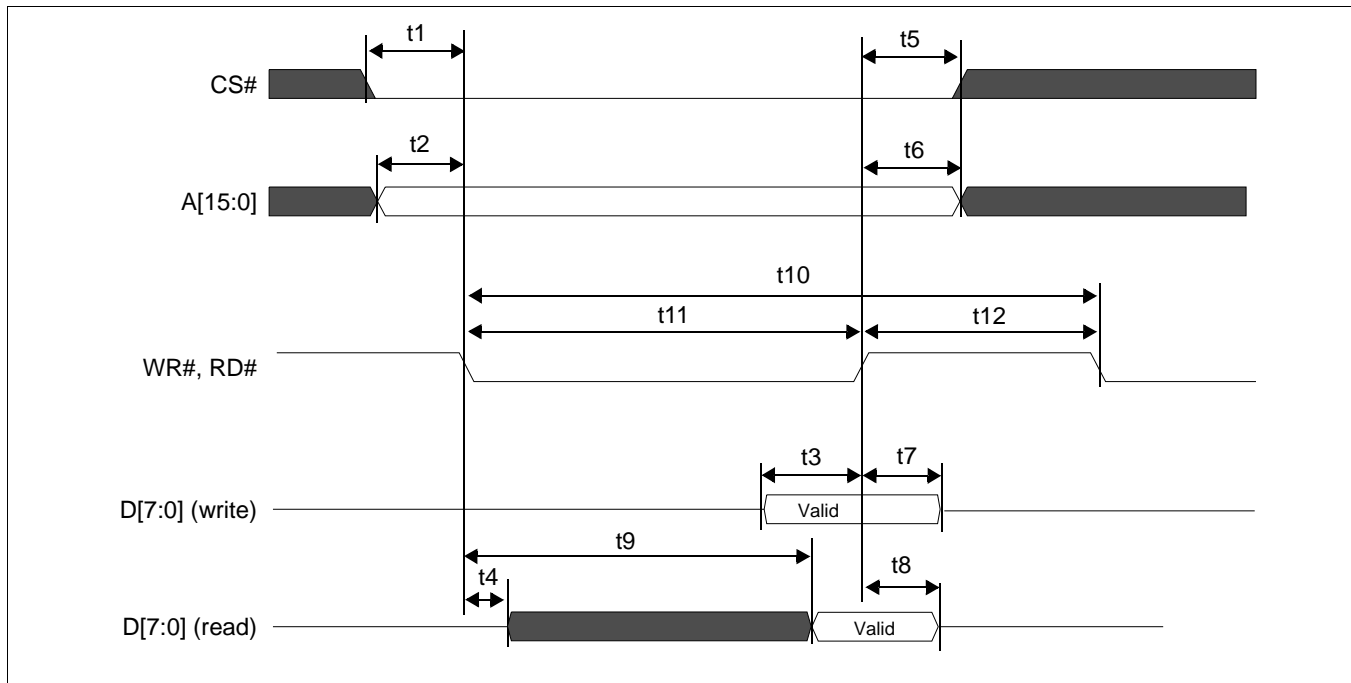 t1
t5
CS#
t2
t6
A[15:0]
t10
t11
t12
WR#, RD#
t3
t7
D[7:0] (write)
Valid
t9
t4
t8
D[7:0] (read)
Valid